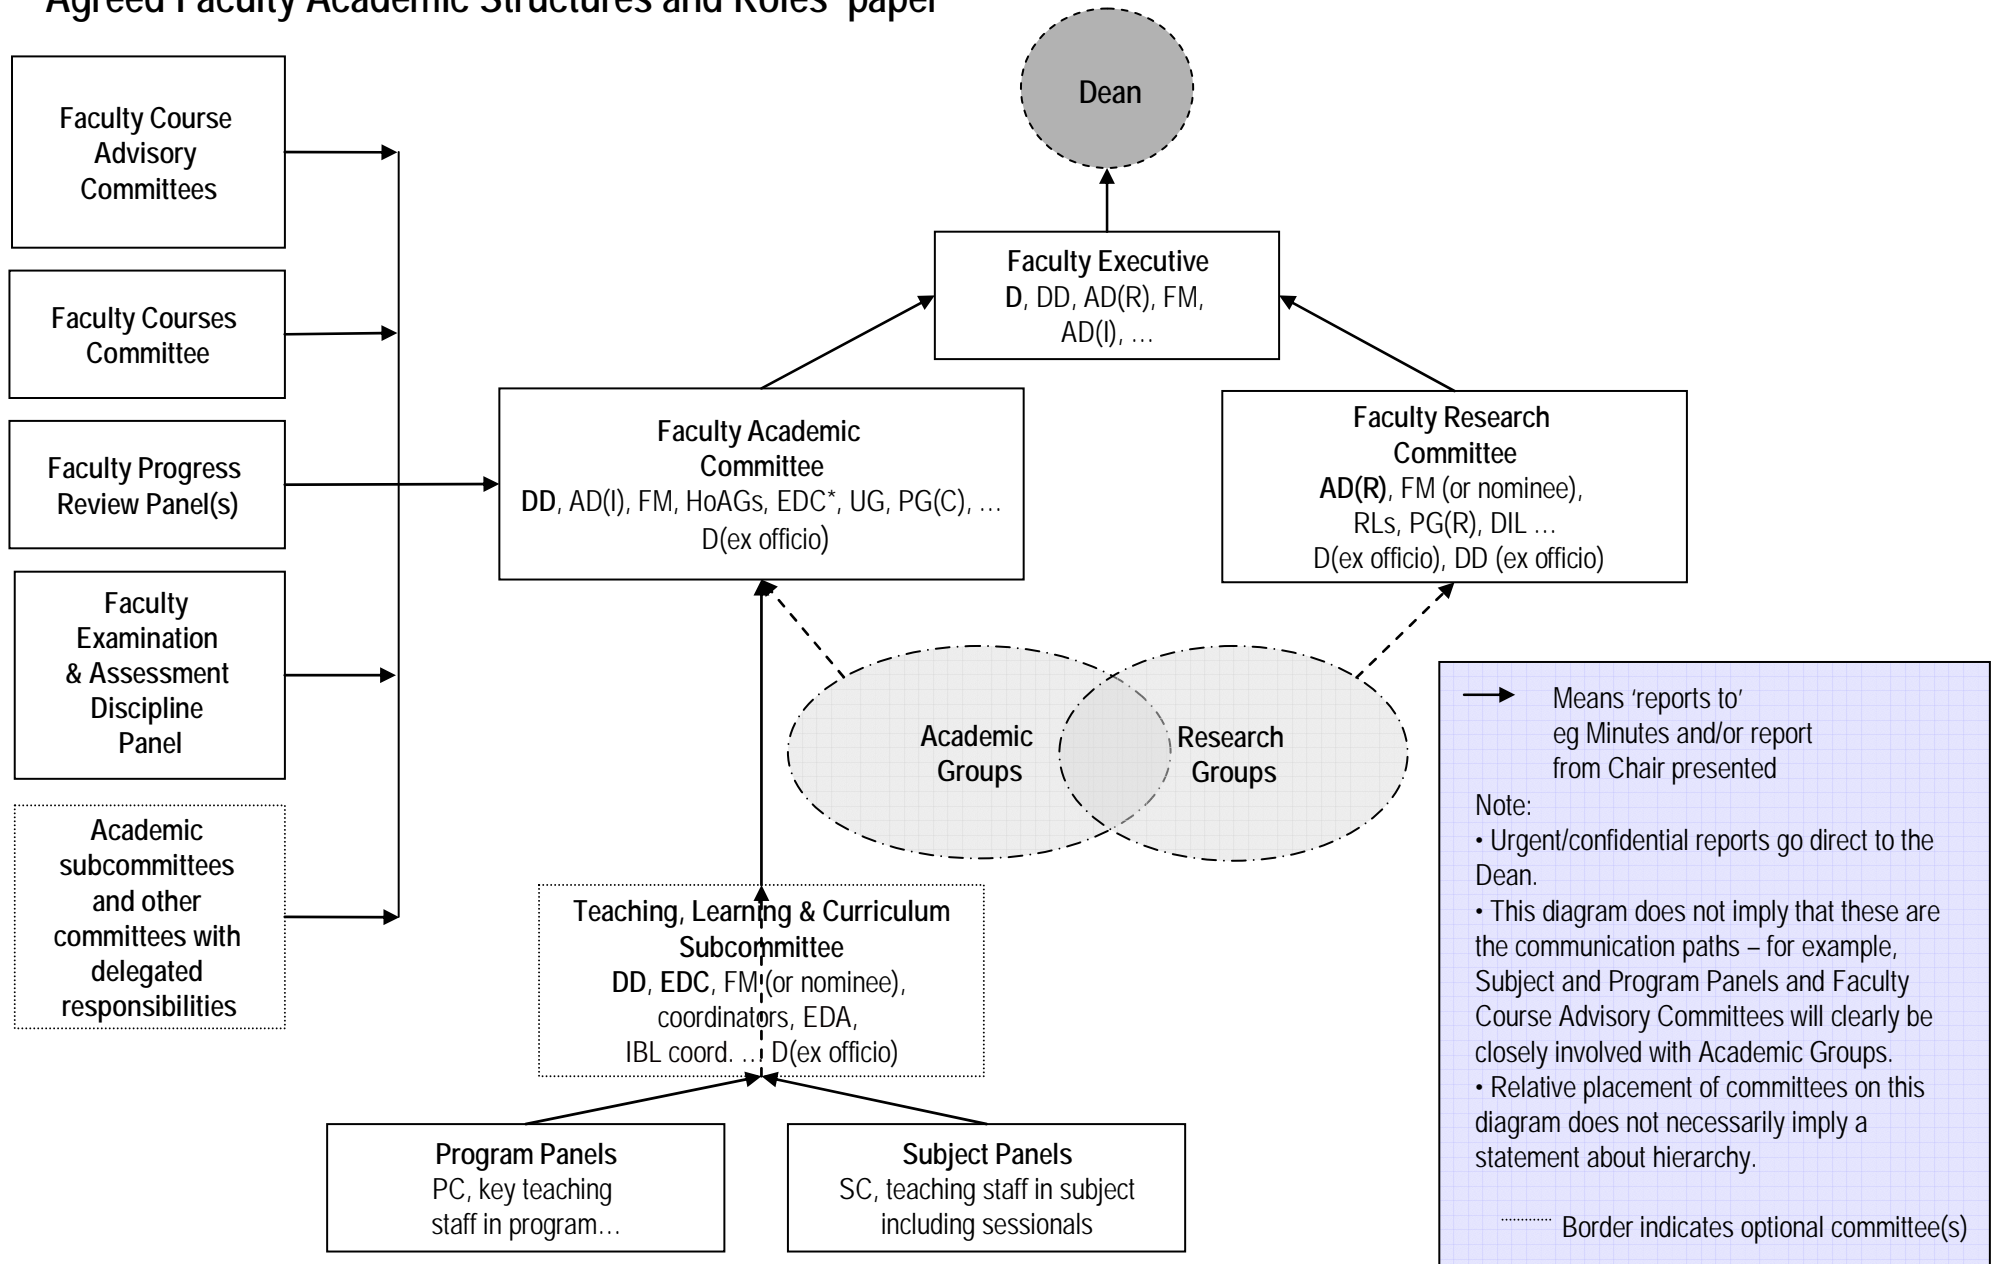 Agreed Faculty Academic Structures and Roles' paper
Dean
Faculty Course
Advisory
Committees
Faculty Courses
Committee
Faculty Progress
Review Panel(s)
Faculty
Examination
& Assessment
Discipline
Panel
Academic
subcommittees
and other
committees with
delegated
responsibilities
Faculty Executive
D, DD, AD(R), FM,
AD(I), …
Faculty Academic
Committee
DD, AD(I), FM, HoAGs, EDC*, UG, PG(C), …
D(ex officio)
Faculty Research
Committee
AD(R), FM (or nominee),
RLs, PG(R), DIL …
D(ex officio), DD (ex officio)
Academic
Groups
Research
Groups
Teaching, Learning & Curriculum
Subcommittee
DD, EDC, FM (or nominee),
coordinators, EDA,
IBL coord. … D(ex officio)
Program Panels
PC, key teaching
staff in program…
Subject Panels
SC, teaching staff in subject
including sessionals
Means ‘reports to’
eg Minutes and/or report
from Chair presented
Note:
• Urgent/confidential reports go direct to the
Dean.
• This diagram does not imply that these are
the communication paths – for example,
Subject and Program Panels and Faculty
Course Advisory Committees will clearly be
closely involved with Academic Groups.
• Relative placement of committees on this
diagram does not necessarily imply a
statement about hierarchy.
Border indicates optional committee(s)